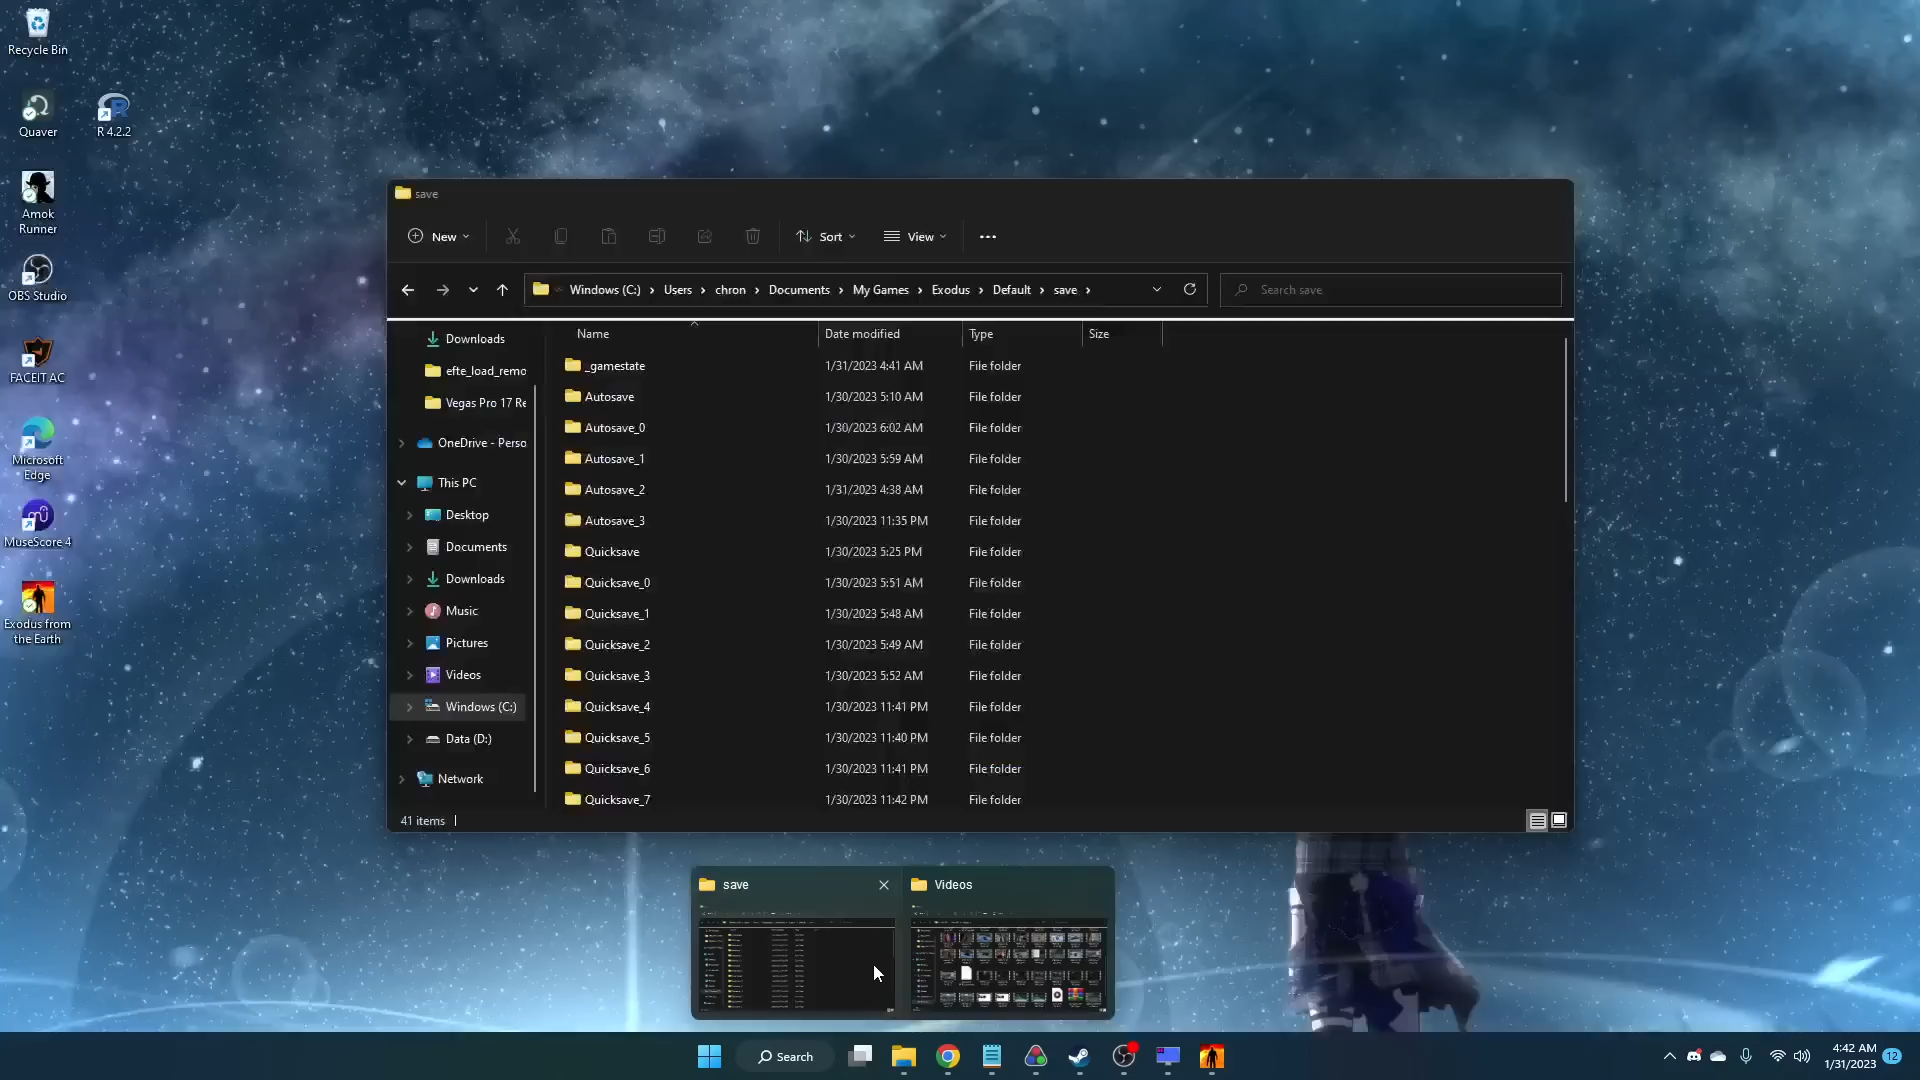 Recycle Bin
Quaver
R 4.2.2
Amok
Runner
OBS Studio
FACEIT AC
Microsoft
Edge
MuseScore 4
Exodus from
the Earth
save
New
Sort
View
Windows (C:) > Users > chron > Documents > My Games > Exodus > Default > save >
Search save
Name Date modified Type Size
Downloads
efte_load_remo
Vegas Pro 17 Re
OneDrive - Perso
This PC
Desktop
Documents
Downloads
Music
Pictures
Videos
Windows (C:)
Data (D:)
Network
_gamestate 1/31/2023 4:41 AM File folder
Autosave 1/30/2023 5:10 AM File folder
Autosave_0 1/30/2023 6:02 AM File folder
Autosave_1 1/30/2023 5:59 AM File folder
Autosave_2 1/31/2023 4:38 AM File folder
Autosave_3 1/30/2023 11:35 PM File folder
Quicksave 1/30/2023 5:25 PM File folder
Quicksave_0 1/30/2023 5:51 AM File folder
Quicksave_1 1/30/2023 5:48 AM File folder
Quicksave_2 1/30/2023 5:49 AM File folder
Quicksave_3 1/30/2023 5:52 AM File folder
Quicksave_4 1/30/2023 11:41 PM File folder
Quicksave_5 1/30/2023 11:40 PM File folder
Quicksave_6 1/30/2023 11:41 PM File folder
Quicksave_7 1/30/2023 11:42 PM File folder
41 items
save
Videos
Search
4:42 AM
1/31/2023
12